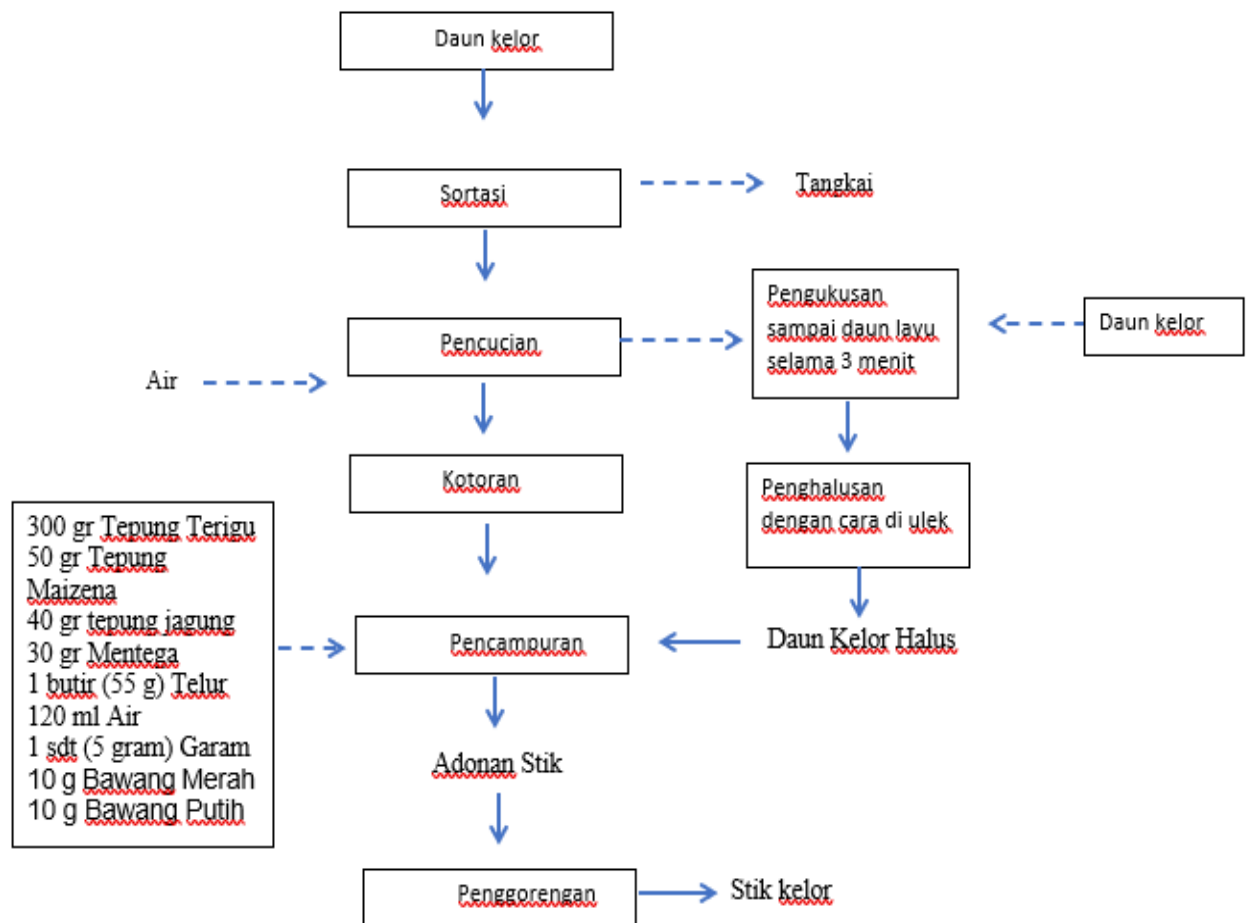 Daun kelor
Sortasi
Tangkai
Pengukusan
sampai daun layu
selama 3 menit
Daun kelor
Pencucian
Air
Kotoran
Penghalusan
dengan cara di ulek
300 gr Tepung Terigu
50 gr Tepung
Maizena
40 gr tepung jagung
30 gr Mentega
1 butir (55 g) Telur
120 ml Air
1 sdt (5 gram) Garam
10 g Bawang Merah
10 g Bawang Putih
Pencampuran
Daun Kelor Halus
Adonan Stik
Penggorengan
Stik kelor